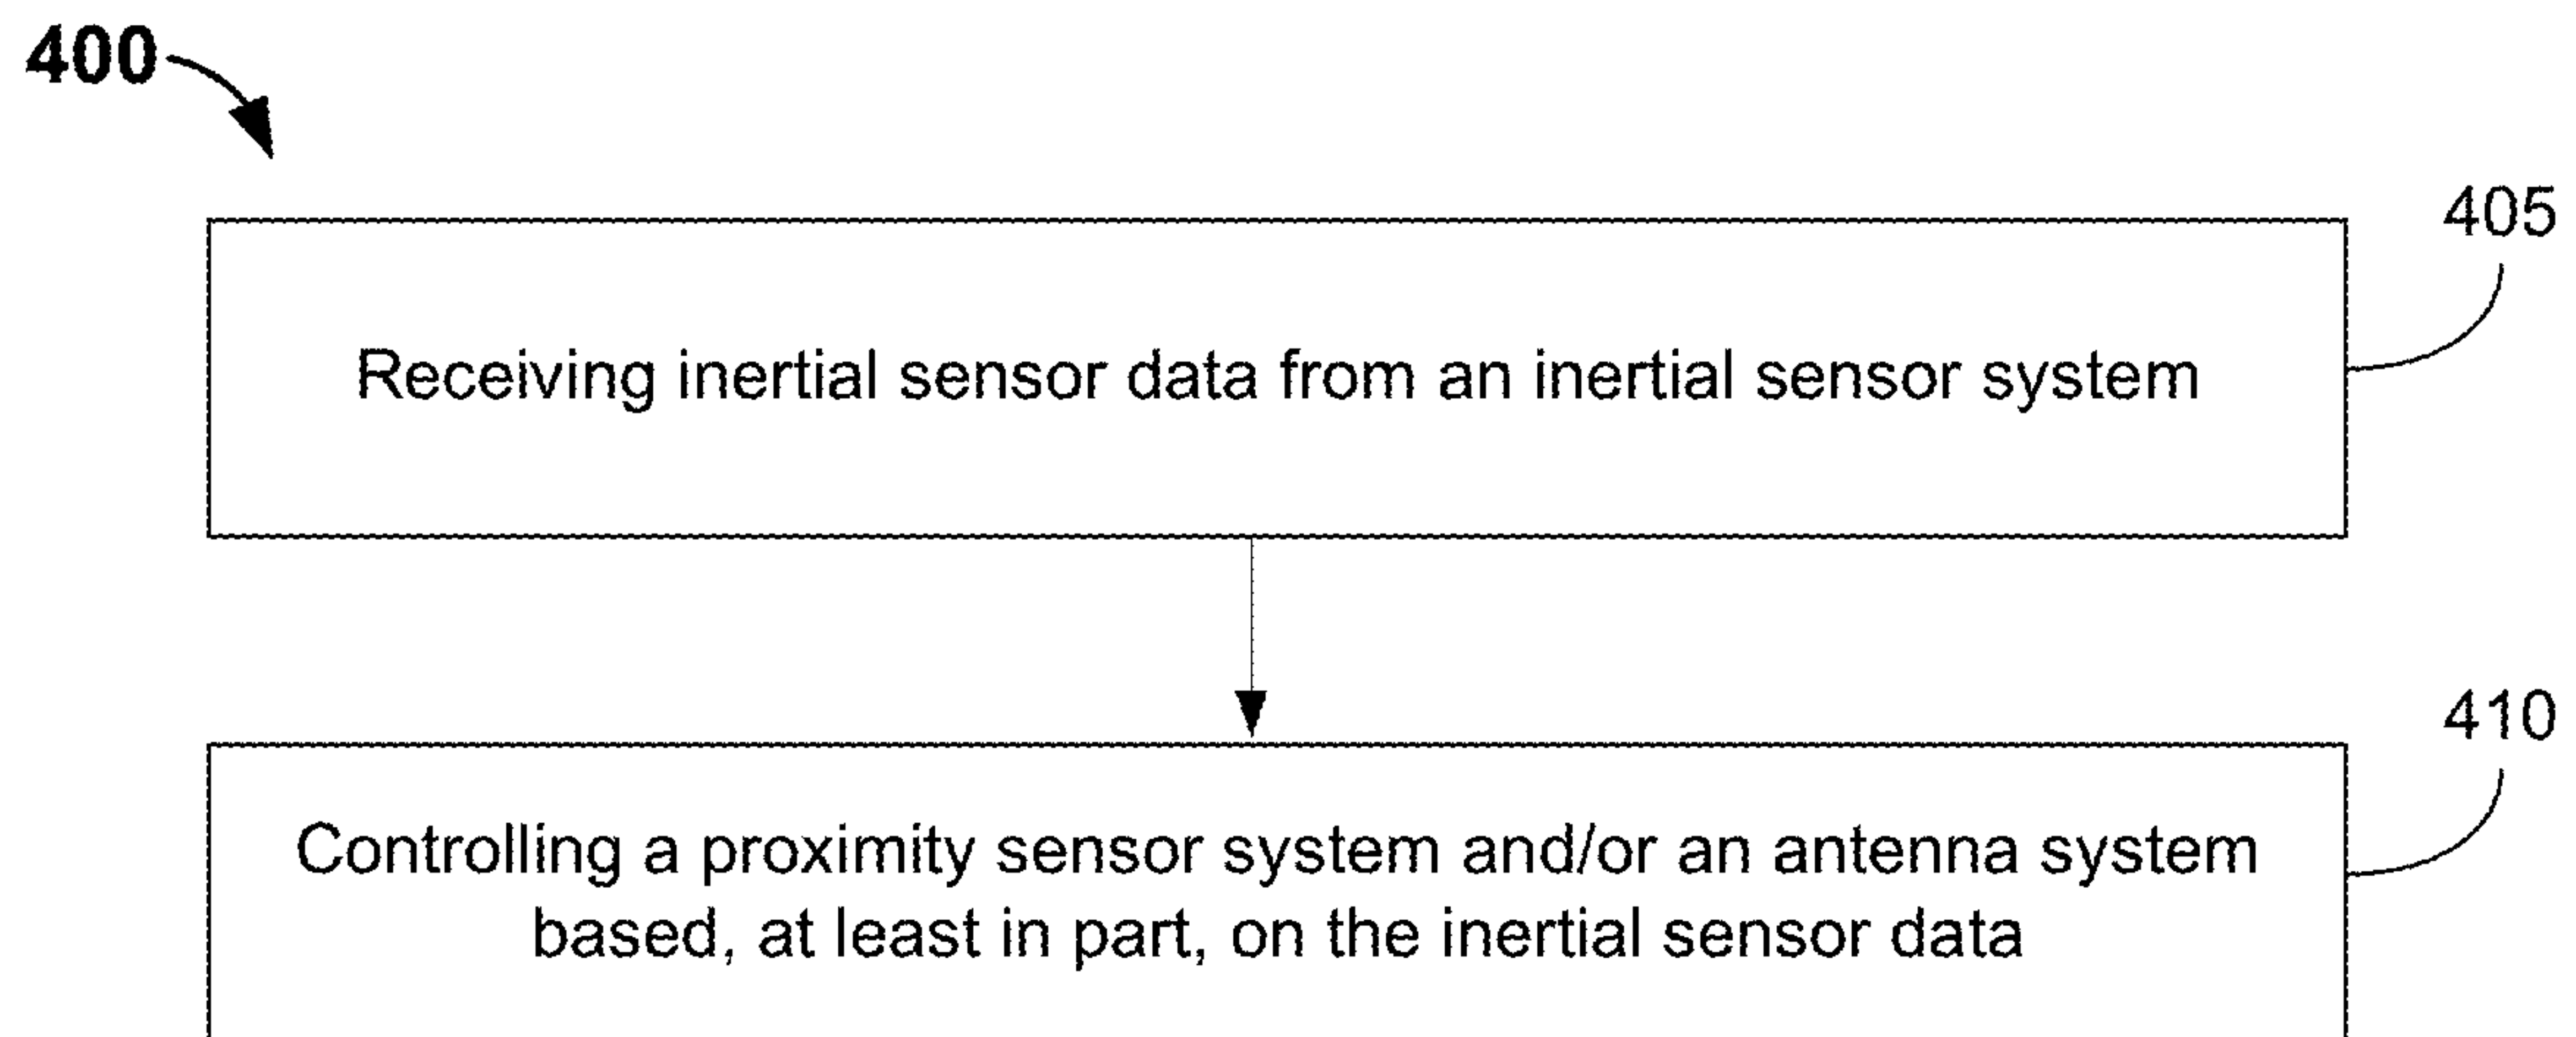 400
405
Receiving inertial sensor data from an inertial sensor system
410
Controlling a proximity sensor system and/or an antenna system
based, at least in part, on the inertial sensor data